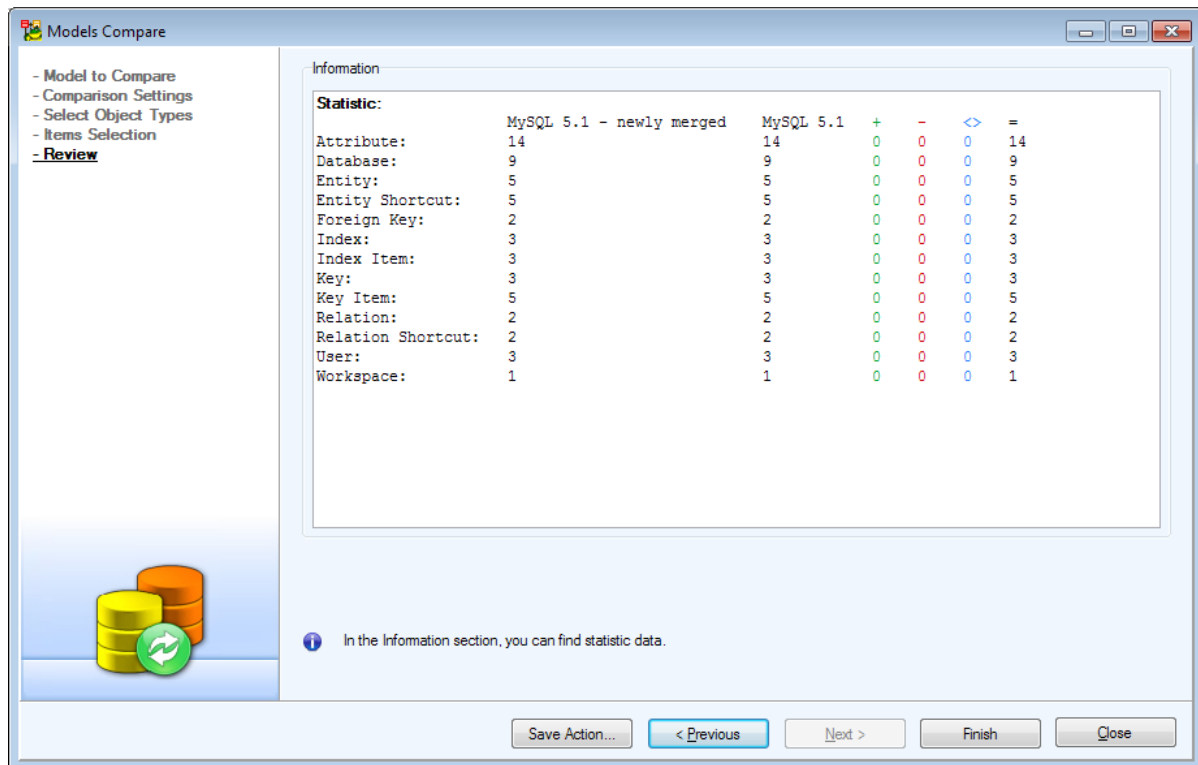 Models Compare
- Model to Compare
- Comparison Settings
- Select Object Types
- Items Selection
- Review
Information
Statistic:
MySQL 5.1 - newly merged MySQL 5.1 + - <> =
Attribute: 14 14 0 0 0 14
Database: 9 9 0 0 0 9
Entity: 5 5 0 0 0 5
Entity Shortcut: 5 5 0 0 0 5
Foreign Key: 2 2 0 0 0 2
Index: 3 3 0 0 0 3
Index Item: 3 3 0 0 0 3
Key: 3 3 0 0 0 3
Key Item: 5 5 0 0 0 5
Relation: 2 2 0 0 0 2
Relation Shortcut: 2 2 0 0 0 2
User: 3 3 0 0 0 3
Workspace: 1 1 0 0 0 1
In the Information section, you can find statistic data.
Save Action... < Previous Next > Finish Close